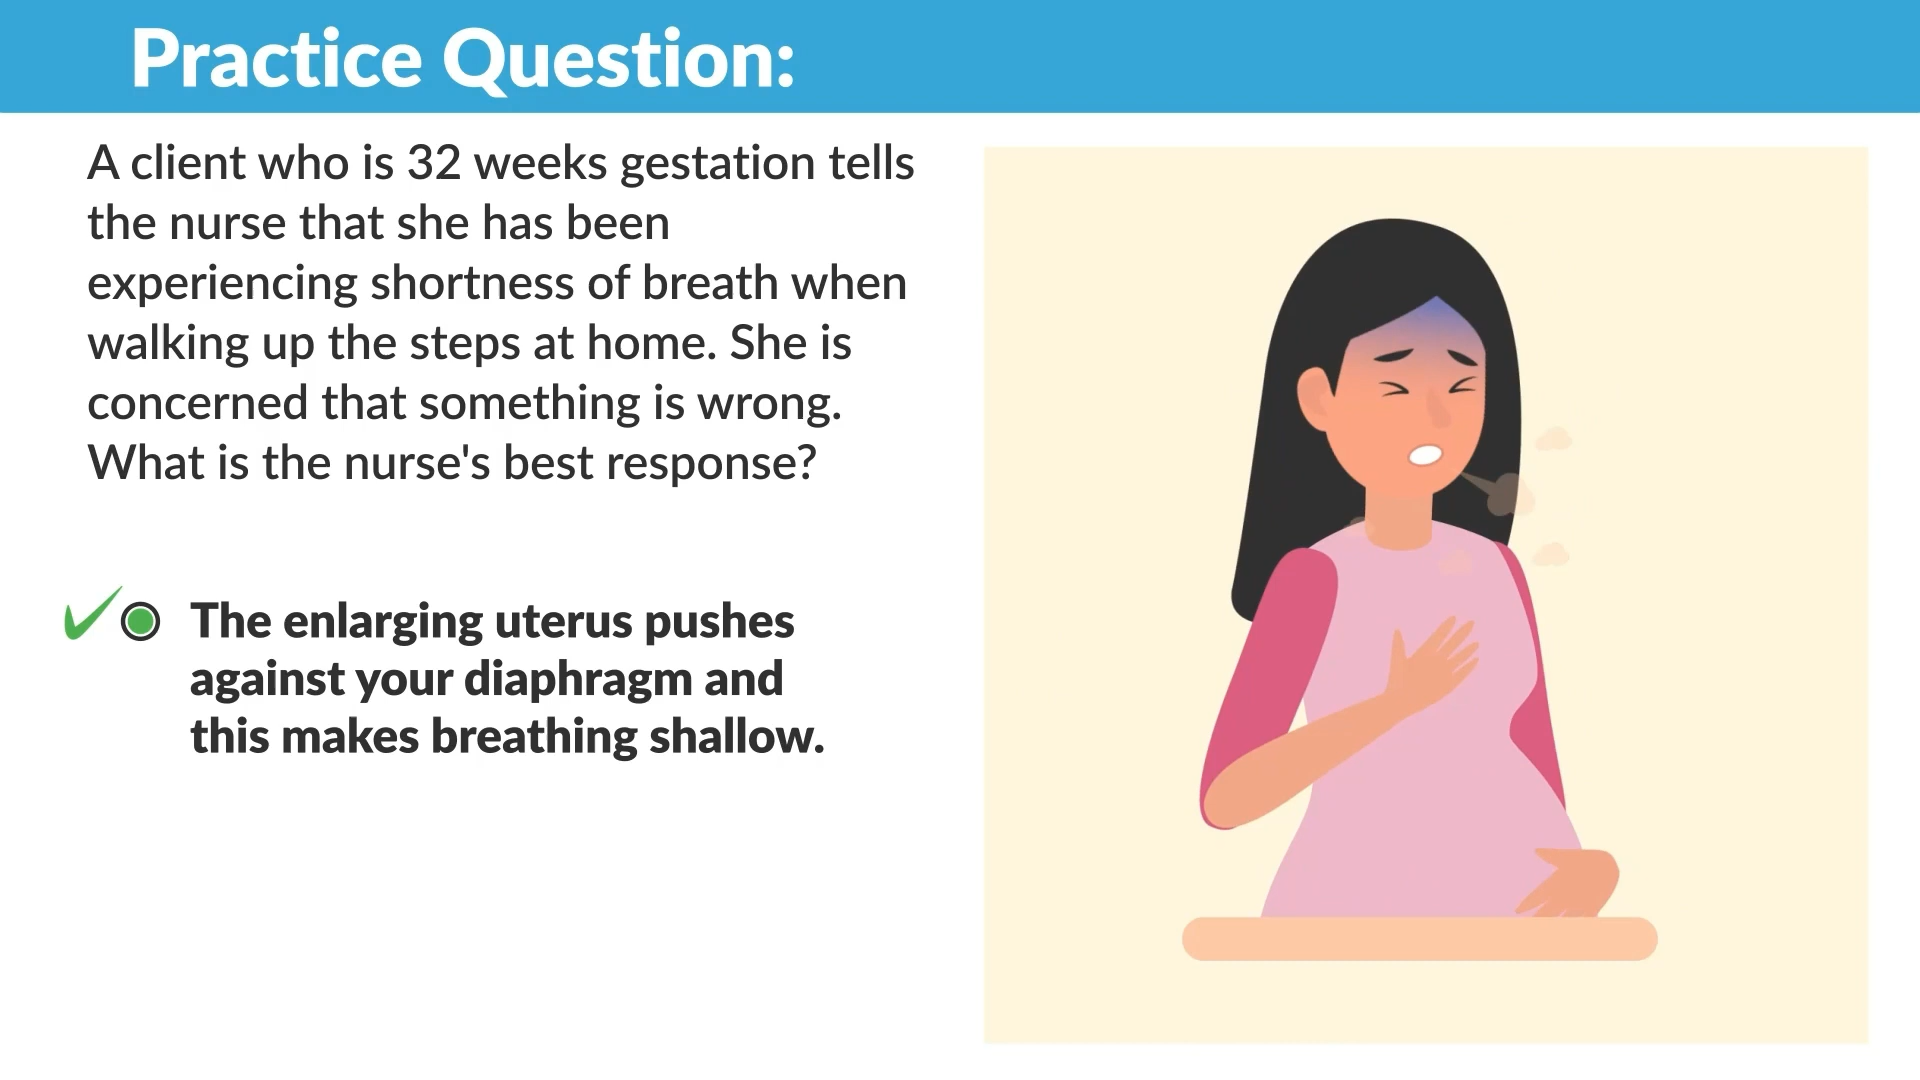 Practice Question:
A client who is 32 weeks gestation tells
the nurse that she has been
experiencing shortness of breath when
walking up the steps at home. She is
concerned that something is wrong.
What is the nurse's best response?
The enlarging uterus pushes
against your diaphragm and
this makes breathing shallow.